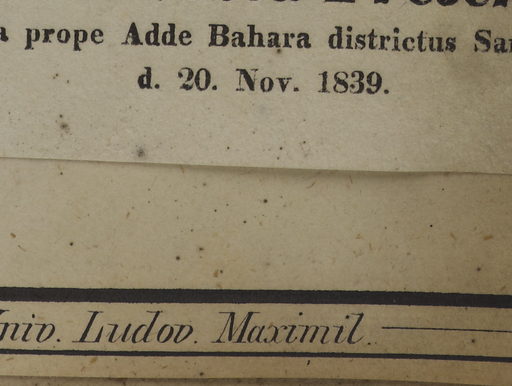 a prope Adde Bahara districtus
d. 20. Nov. 1839.
Univ. Ludov. Maximil.